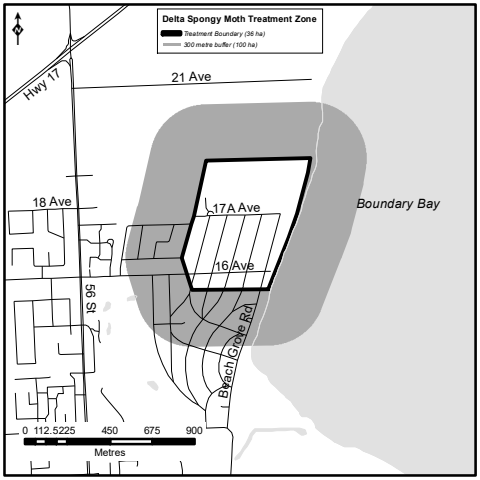 Delta Spongy Moth Treatment Zone
Treatment Boundary (36 ha)
300 metre buffer (100 ha)
N
Hwy 17
21 Ave
18 Ave
17A Ave
Boundary Bay
16 Ave
56 St
Beach Grove Rd
0 112.5225 450 675 900
Metres